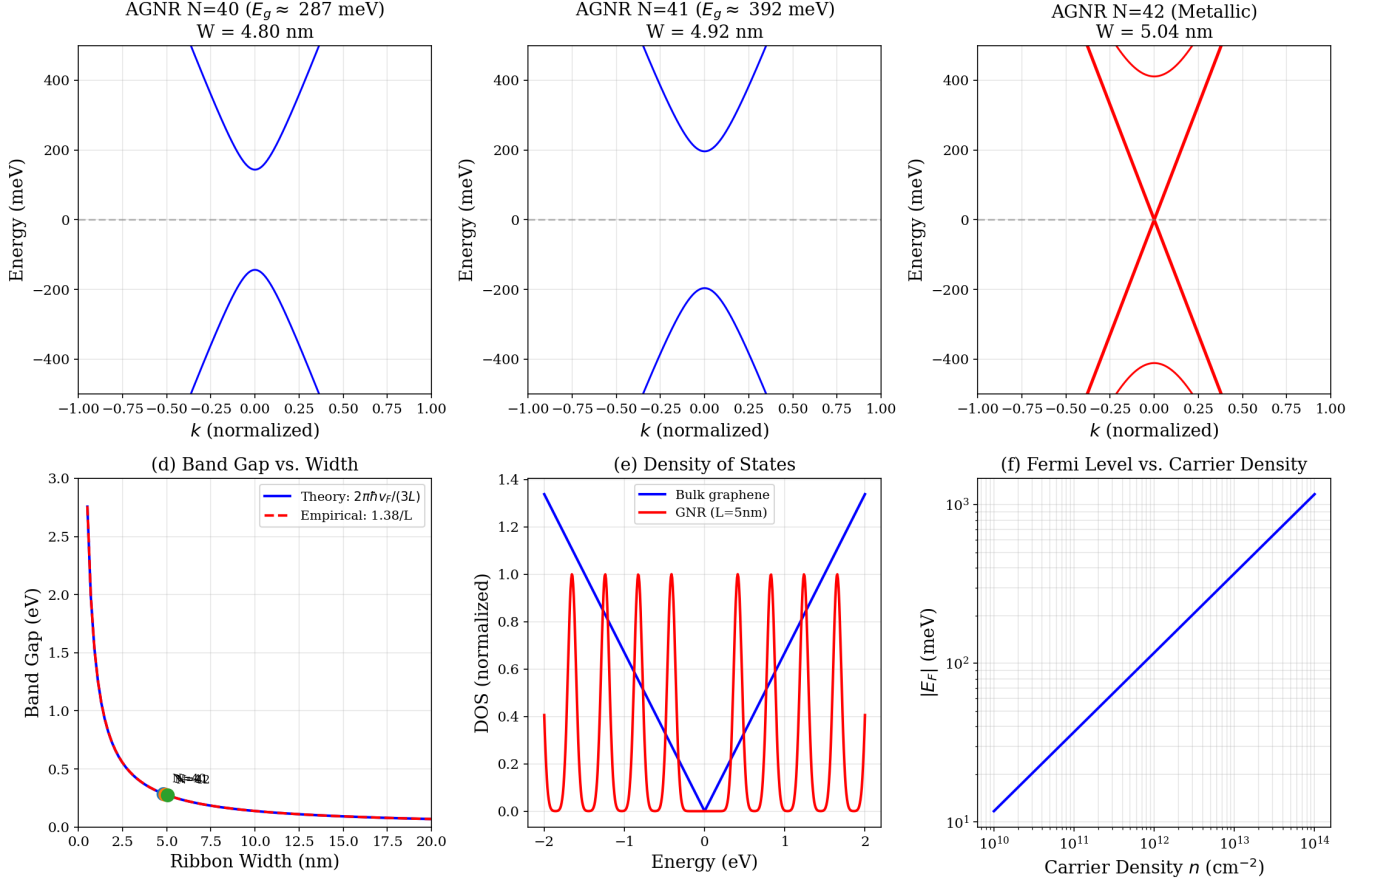 AGNR N=40 (E_g ≈ 287 meV)
W = 4.80 nm
Energy (meV)
400
200
0
−200
−400
−1.00 −0.75 −0.50 −0.25 0.00 0.25 0.50 0.75 1.00
k (normalized)
AGNR N=41 (E_g ≈ 392 meV)
W = 4.92 nm
Energy (meV)
400
200
0
−200
−400
−1.00 −0.75 −0.50 −0.25 0.00 0.25 0.50 0.75 1.00
k (normalized)
AGNR N=42 (Metallic)
W = 5.04 nm
Energy (meV)
400
200
0
−200
−400
−1.00 −0.75 −0.50 −0.25 0.00 0.25 0.50 0.75 1.00
k (normalized)
(d) Band Gap vs. Width
Theory: 2πħv_F/(3L)
Empirical: 1.38/L
Band Gap (eV)
3.0
2.5
2.0
1.5
1.0
0.5
0.0
0.0 2.5 5.0 7.5 10.0 12.5 15.0 17.5 20.0
Ribbon Width (nm)
(e) Density of States
Bulk graphene
GNR (L=5nm)
DOS (normalized)
1.4
1.2
1.0
0.8
0.6
0.4
0.2
0.0
−2 −1 0 1 2
Energy (eV)
(f) Fermi Level vs. Carrier Density
|E_F| (meV)
10³
10²
10¹
10¹⁰ 10¹¹ 10¹² 10¹³ 10¹⁴
Carrier Density n (cm⁻²)